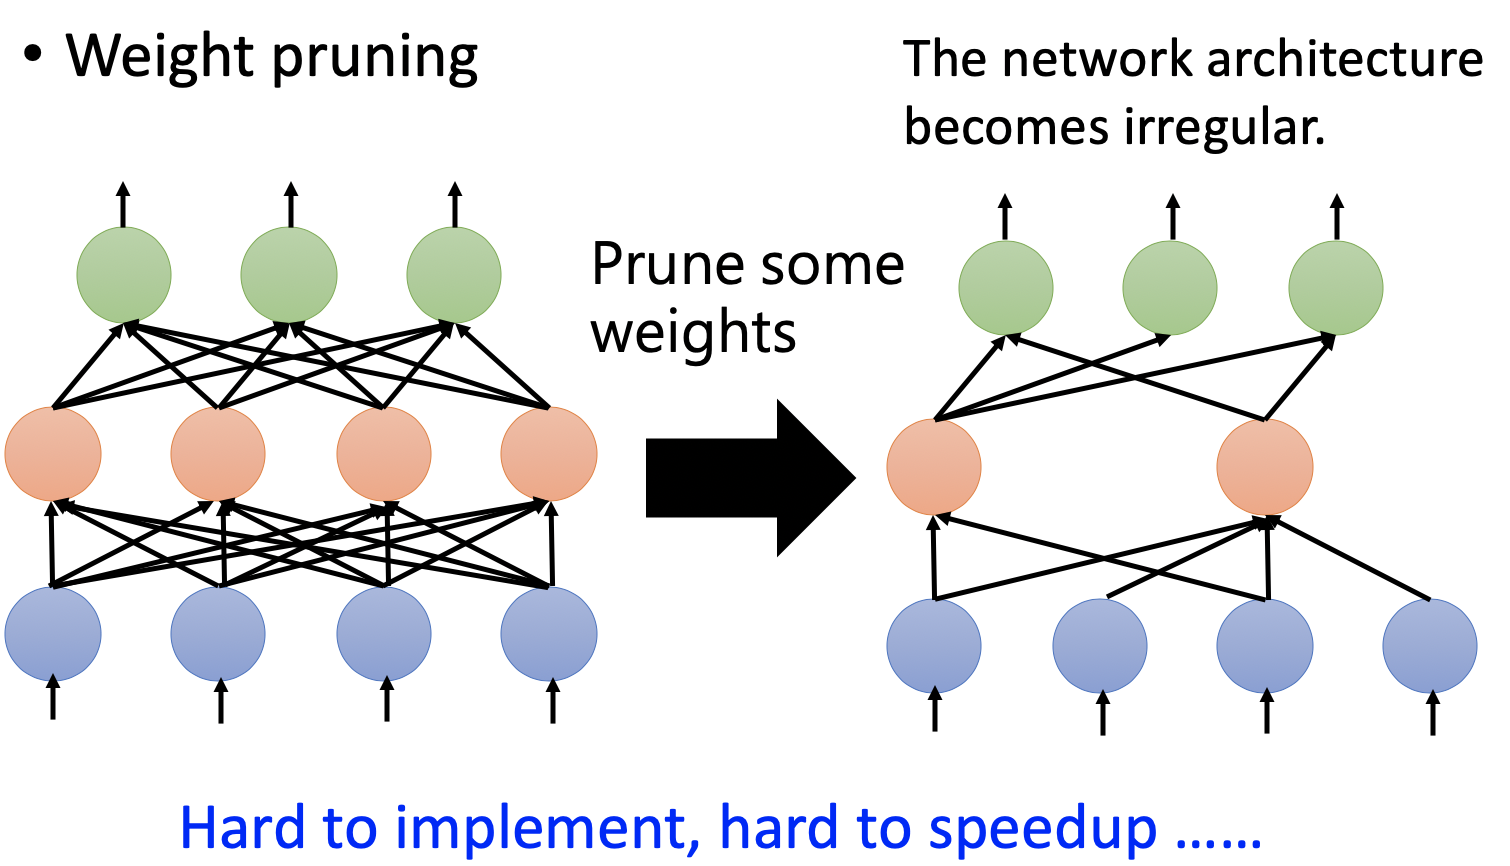 • Weight pruning
The network architecture
becomes irregular.
Prune some
weights
Hard to implement, hard to speedup ……